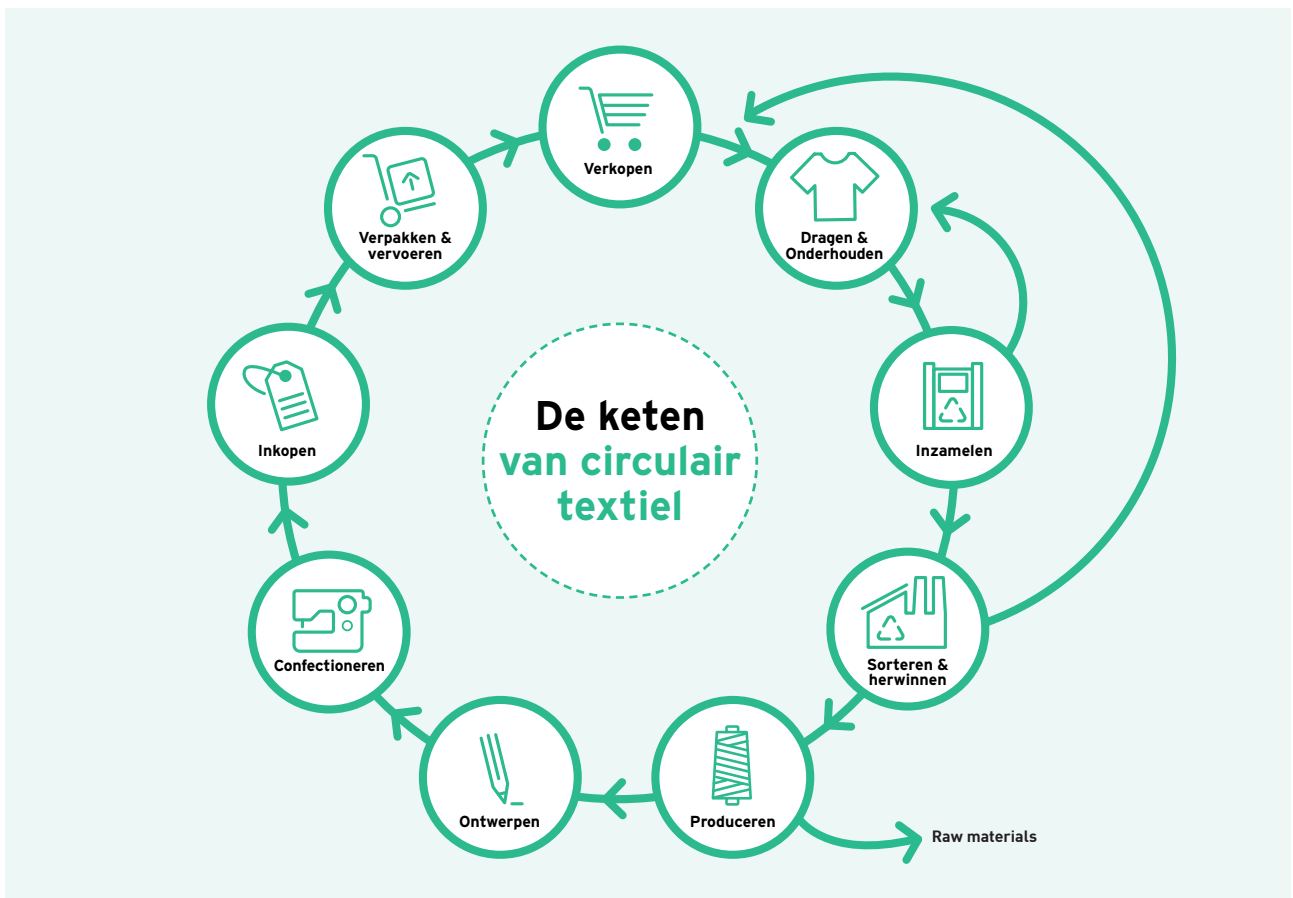 Verkopen
Verpakken &
vervoeren
Dragen &
Onderhouden
De keten
van circulair
textiel
Inkopen
Inzamelen
Confectioneren
Sorteren &
herwinnen
Ontwerpen
Produceren
Raw materials